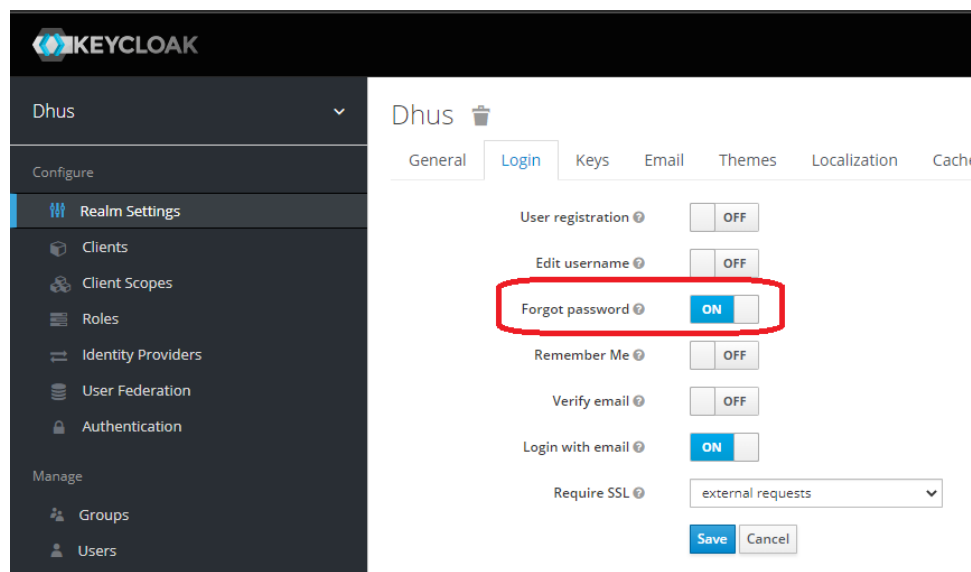 KEYCLOAK
Dhus
Configure
Realm Settings
Clients
Client Scopes
Roles
Identity Providers
User Federation
Authentication
Manage
Groups
Users
Dhus
General Login Keys Email Themes Localization Cache
User registration OFF
Edit username OFF
Forgot password ON
Remember Me OFF
Verify email OFF
Login with email ON
Require SSL external requests
Save Cancel